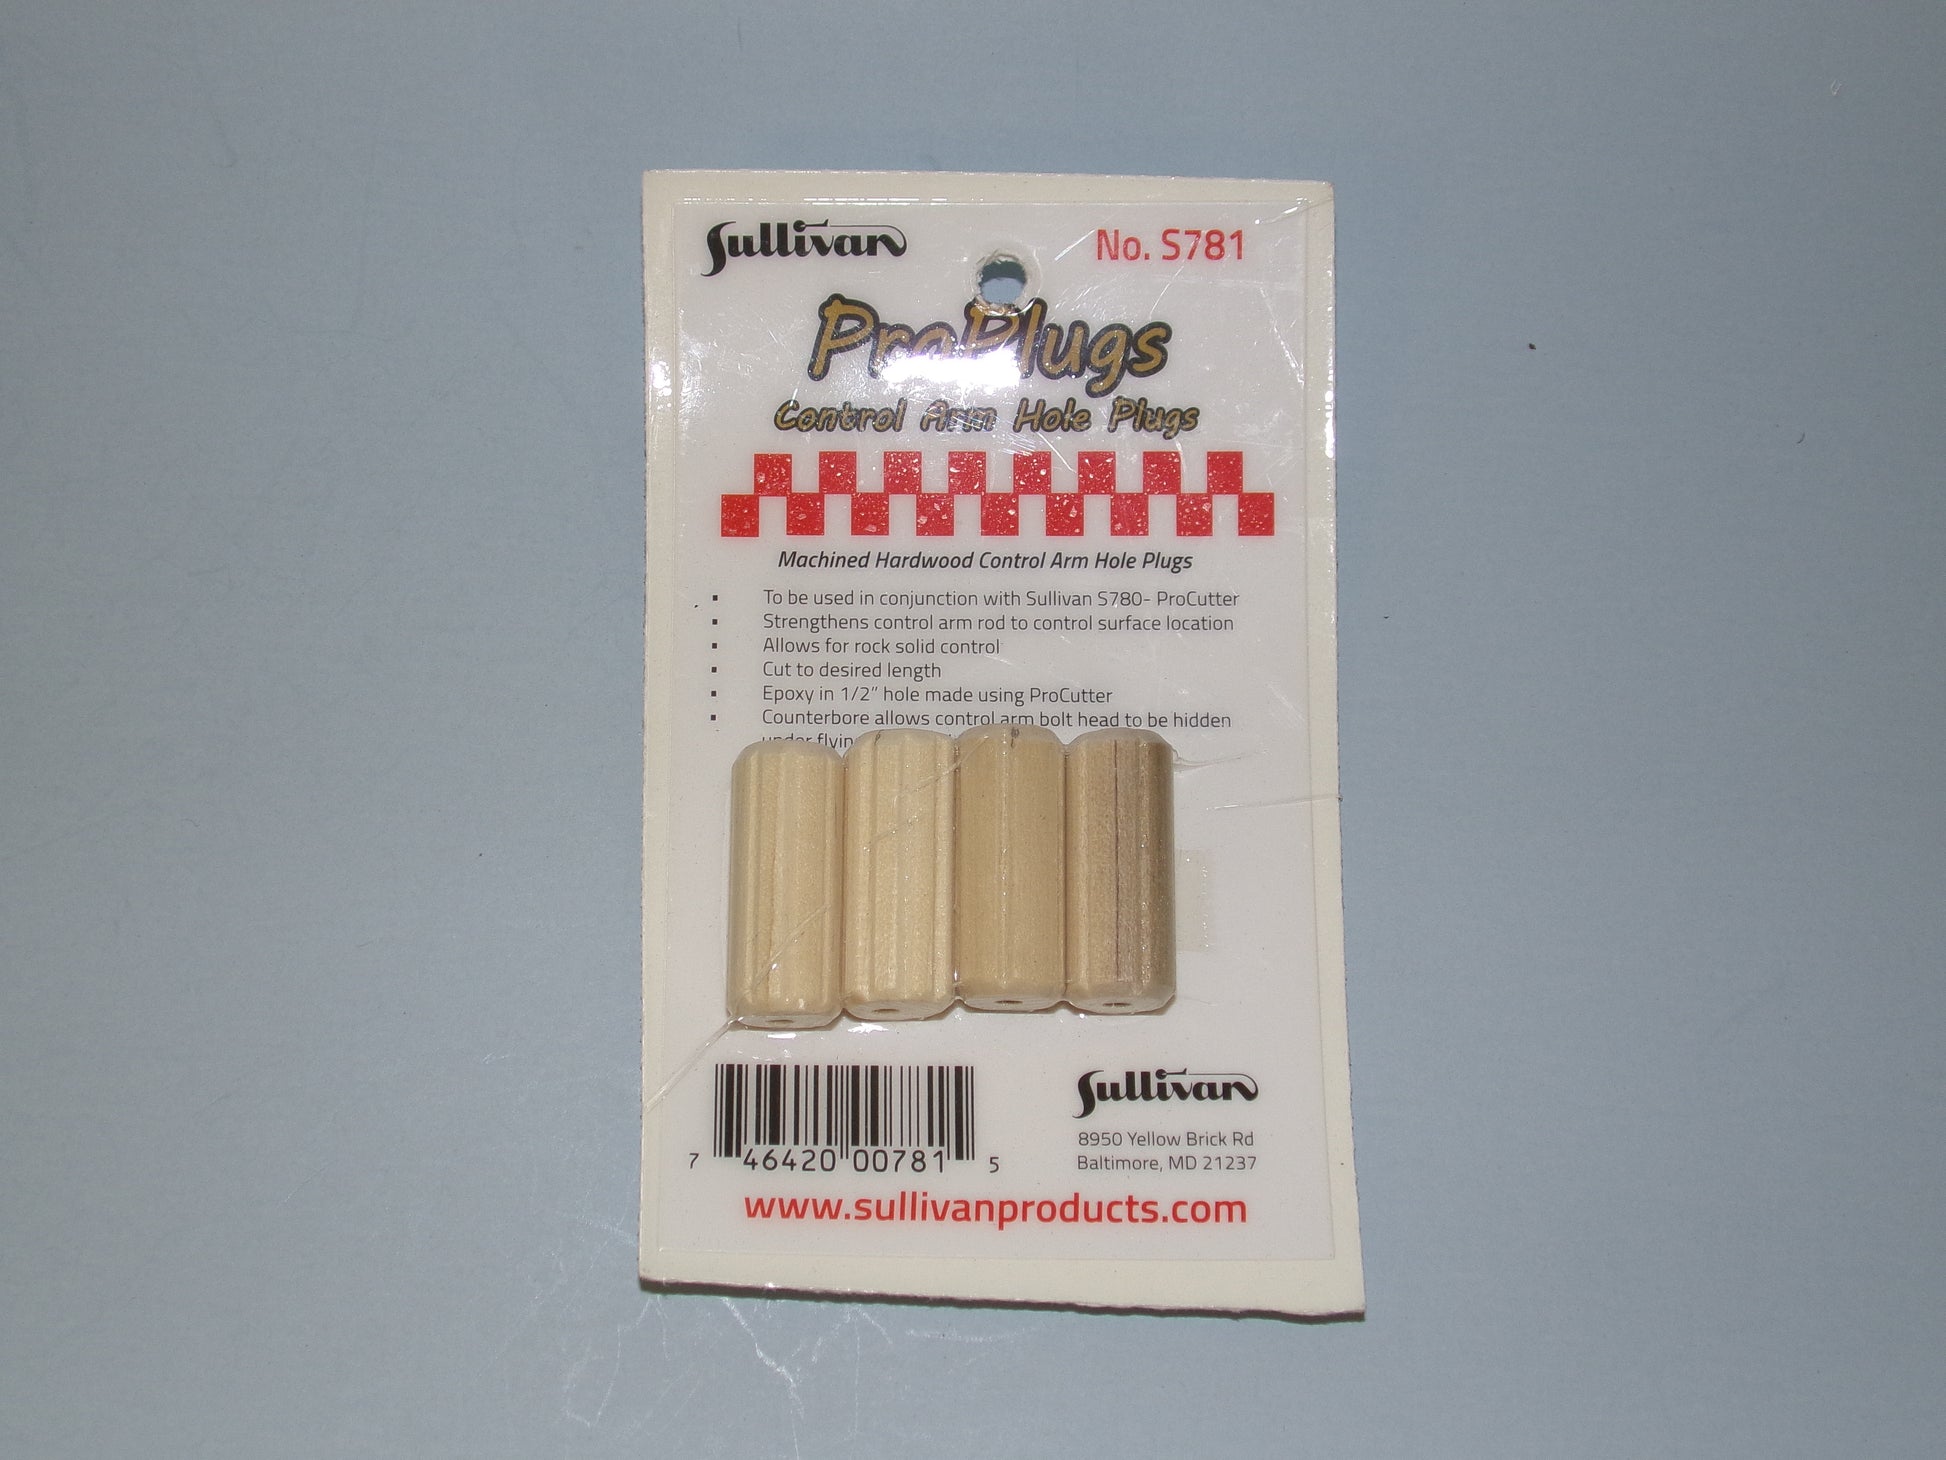 Sullivan
No. S781
ProPlugs
Control Arm Hole Plugs
Machined Hardwood Control Arm Hole Plugs
▪ To be used in conjunction with Sullivan S780- ProCutter
▪ Strengthens control arm rod to control surface location
▪ Allows for rock solid control
▪ Cut to desired length
▪ Epoxy in 1/2” hole made using ProCutter
▪ Counterbore allows control arm bolt head to be hidden
under
7 46420 00781 5
Sullivan
8950 Yellow Brick Rd
Baltimore, MD 21237
www.sullivanproducts.com